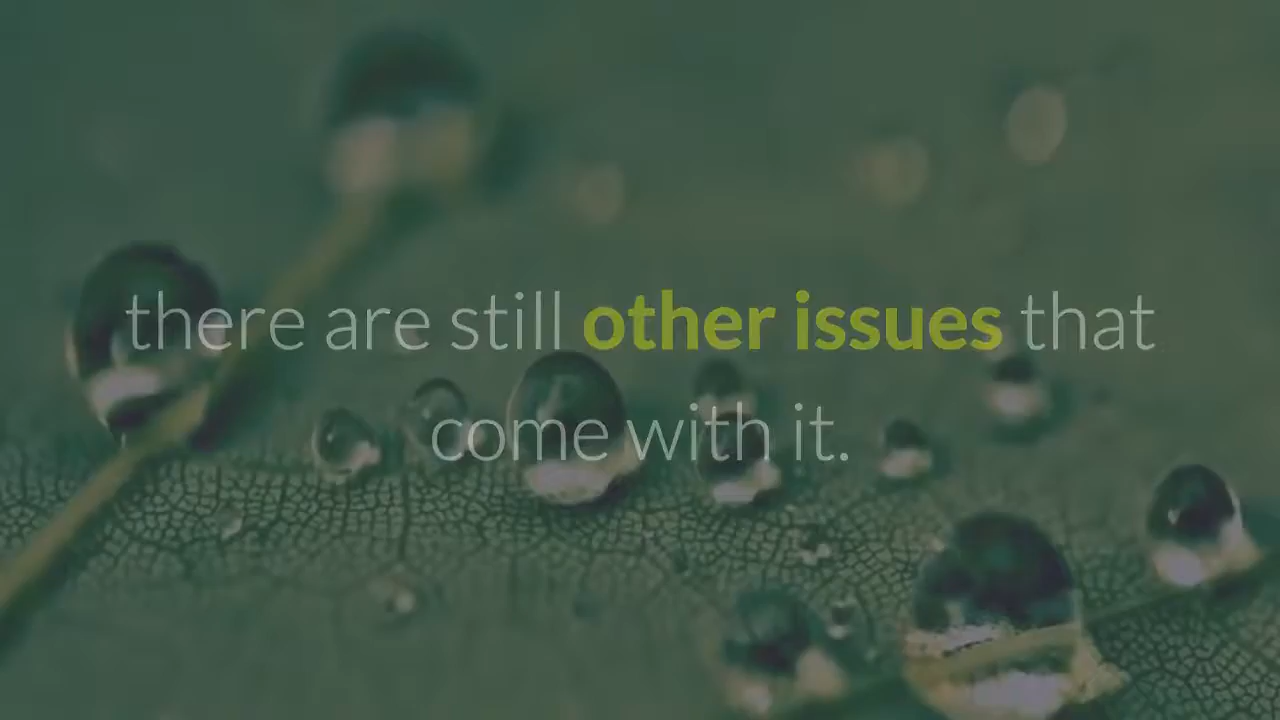 there are still other issues that
come with it.